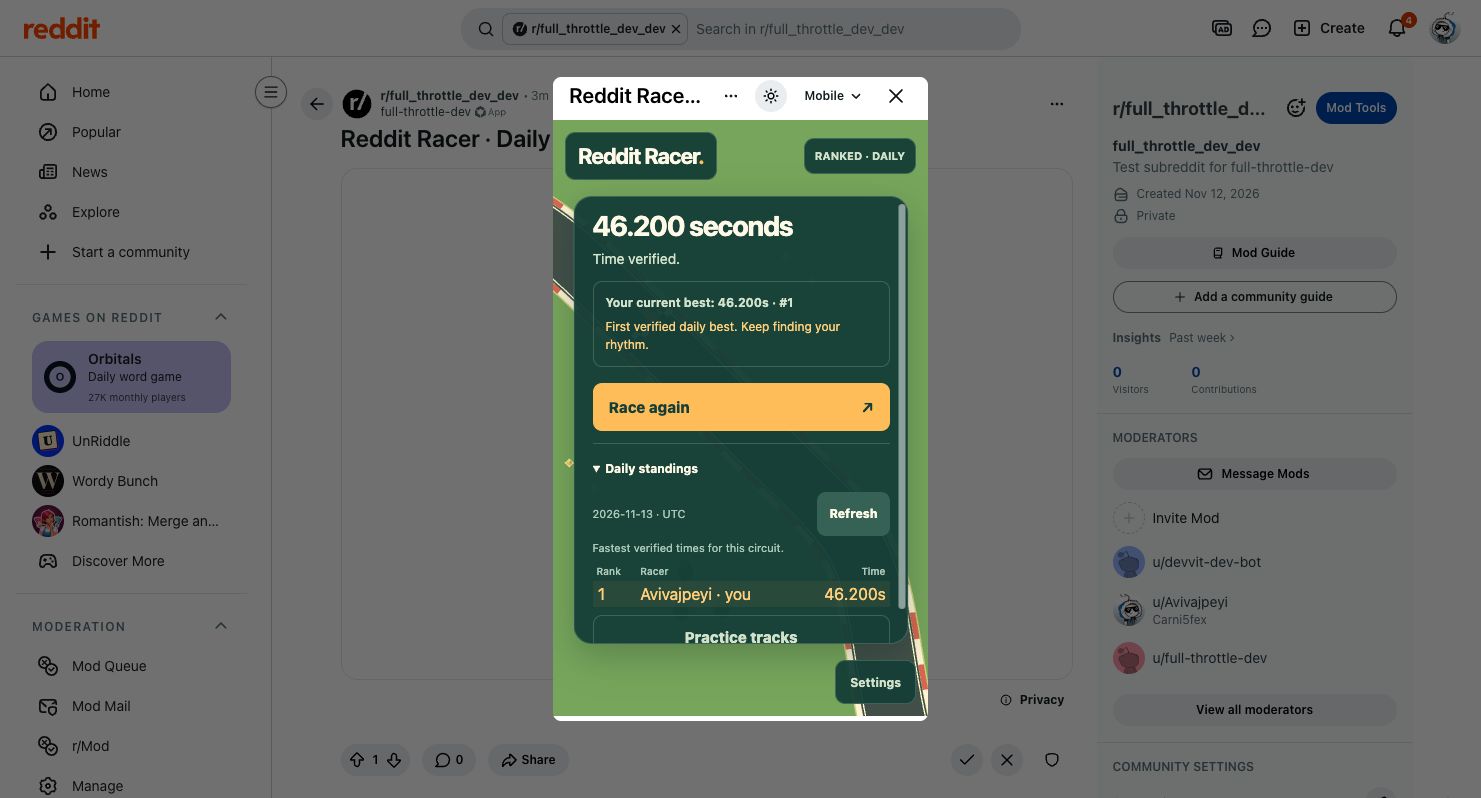 reddit
r/full_throttle_dev_dev
Search in r/full_throttle_dev_dev
AD
Create
4
Home
Popular
News
Explore
Start a community
GAMES ON REDDIT
Orbitals
Daily word game
27K monthly players
UnRiddle
Wordy Bunch
Romantish: Merge an...
Discover More
MODERATION
Mod Queue
Mod Mail
r/Mod
Manage
r/full_throttle_dev_dev · 3m
full-throttle-dev App
Reddit Racer · Daily
Reddit Race...
Mobile
Reddit Racer.
RANKED · DAILY
46.200 seconds
Time verified.
Your current best: 46.200s · #1
First verified daily best. Keep finding your
rhythm.
Race again
Daily standings
2026-11-13 · UTC
Refresh
Fastest verified times for this circuit.
Rank Racer Time
1 Avivajpeyi · you 46.200s
Practice tracks
Settings
Privacy
1
0
Share
r/full_throttle_d...
Mod Tools
full_throttle_dev_dev
Test subreddit for full-throttle-dev
Created Nov 12, 2026
Private
Mod Guide
Add a community guide
Insights Past week
0 0
Visitors Contributions
MODERATORS
Message Mods
Invite Mod
u/devvit-dev-bot
u/Avivajpeyi
Carni5fex
u/full-throttle-dev
View all moderators
COMMUNITY SETTINGS